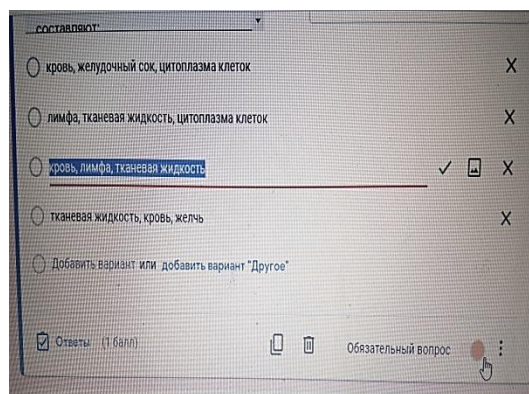 составляют:
кровь, желудочный сок, цитоплазма клеток
лимфа, тканевая жидкость, цитоплазма клеток
кровь, лимфа, тканевая жидкость
тканевая жидкость, кровь, желчь
Добавить вариант или добавить вариант "Другое"
Ответы (1 балл) Обязательный вопрос